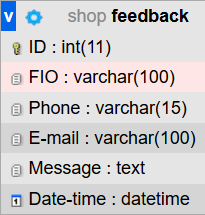 v shop feedback
ID : int(11)
FIO : varchar(100)
Phone : varchar(15)
E-mail : varchar(100)
Message : text
Date-time : datetime